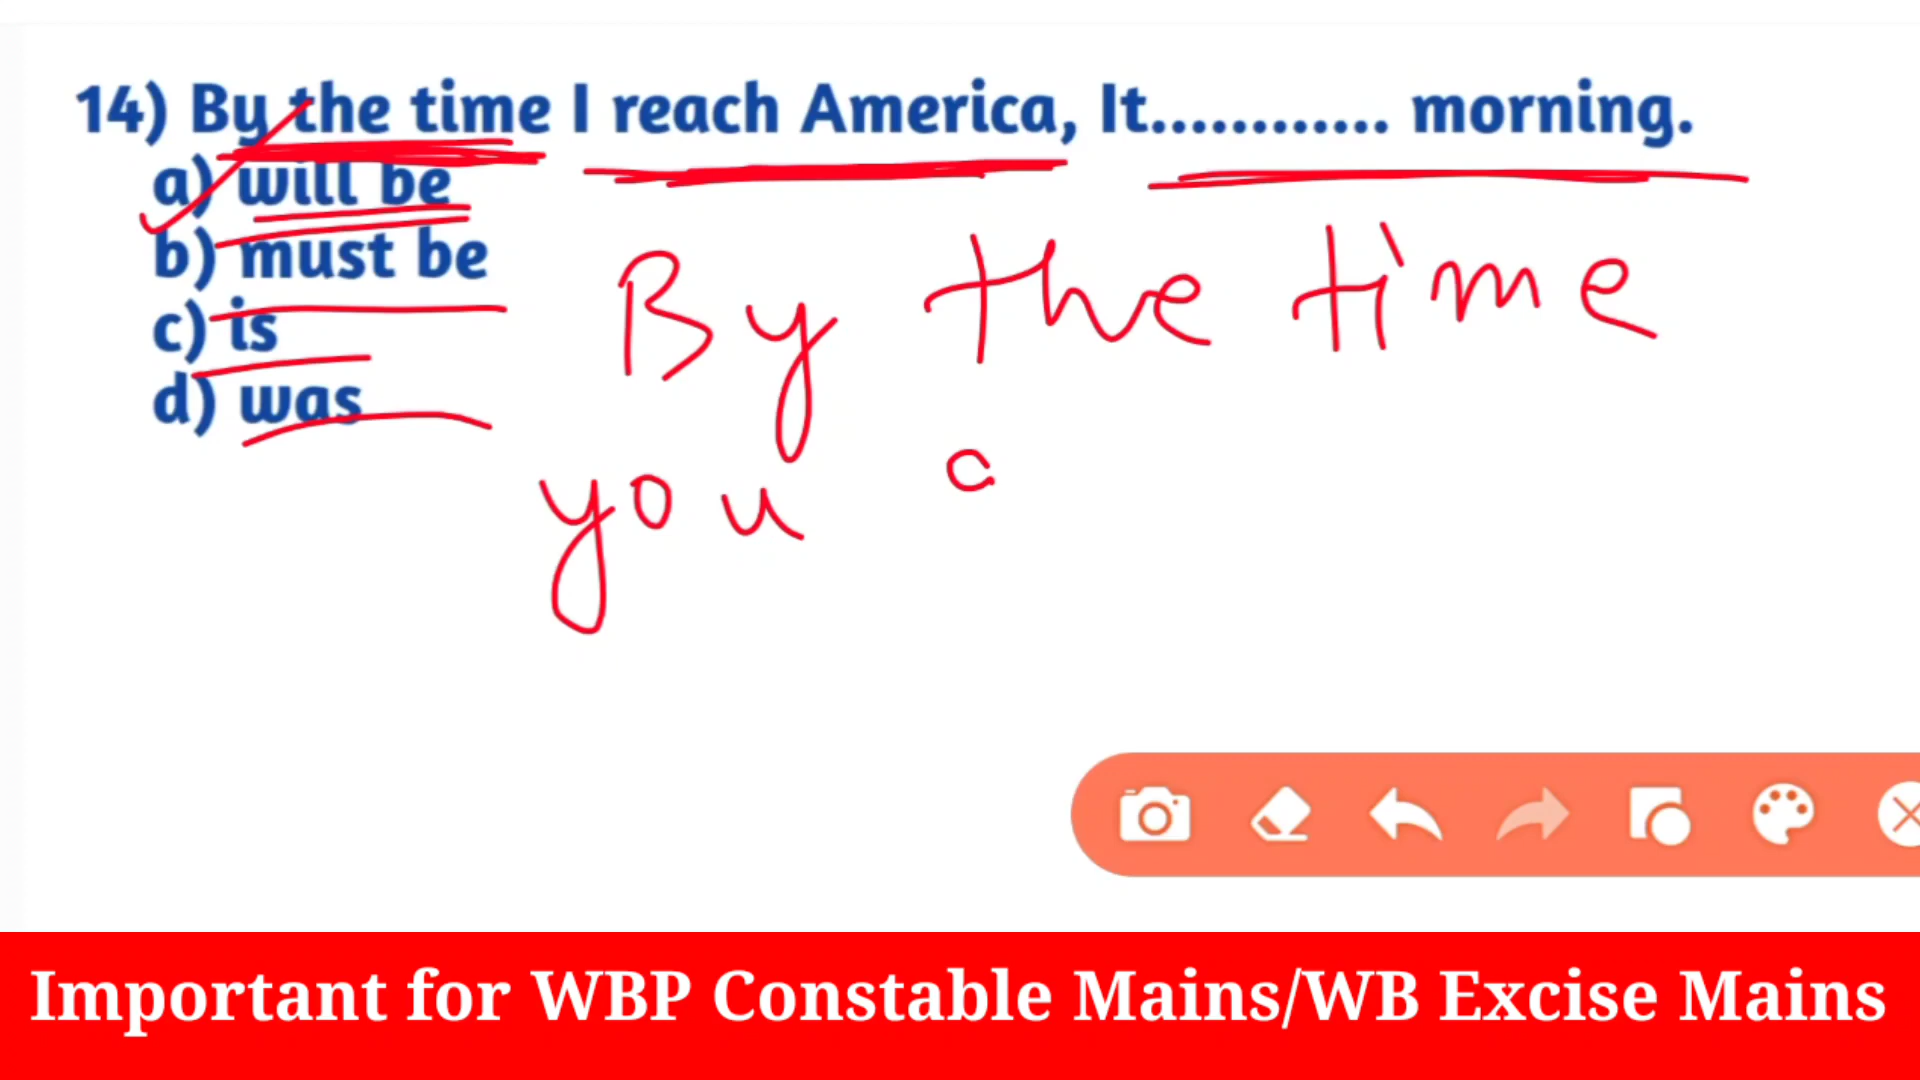 14) By the time I reach America, It............ morning.
a) will be
b) must be
c) is
d) was
By the time
you a
Important for WBP Constable Mains/WB Excise Mains